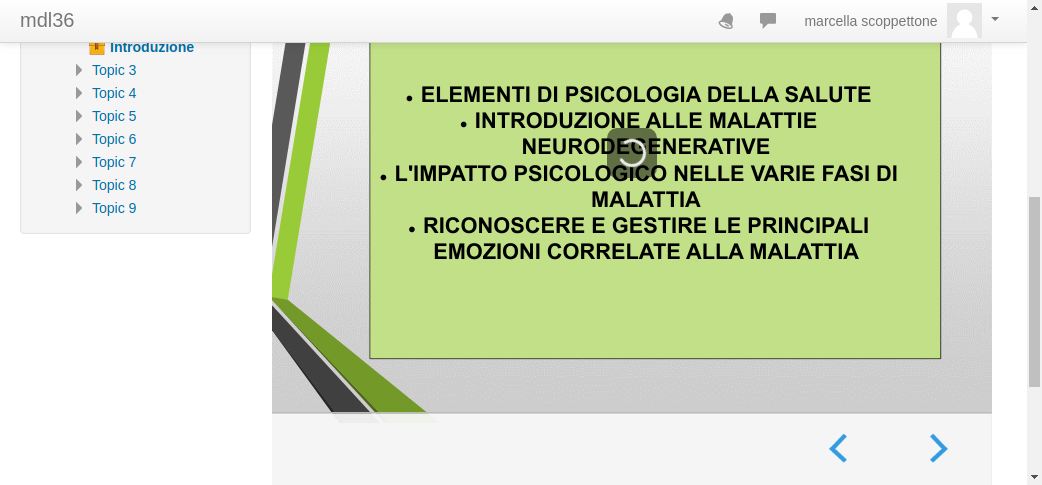 mdl36
marcella scoppettone
Introduzione
Topic 3
Topic 4
Topic 5
Topic 6
Topic 7
Topic 8
Topic 9
• ELEMENTI DI PSICOLOGIA DELLA SALUTE
• INTRODUZIONE ALLE MALATTIE
NEURODEGENERATIVE
• L'IMPATTO PSICOLOGICO NELLE VARIE FASI DI
MALATTIA
• RICONOSCERE E GESTIRE LE PRINCIPALI
EMOZIONI CORRELATE ALLA MALATTIA